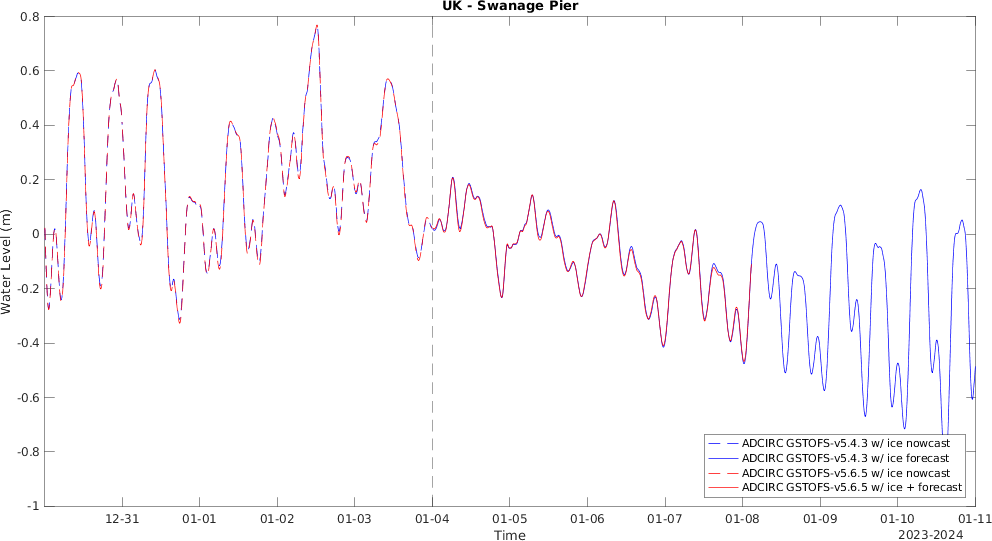 UK - Swanage Pier
0.8
0.6
0.4
0.2
0
-0.2
-0.4
-0.6
-0.8
-1
Water Level (m)
ADCIRC GSTOFS-v5.4.3 w/ ice nowcast
ADCIRC GSTOFS-v5.4.3 w/ ice forecast
ADCIRC GSTOFS-v5.6.5 w/ ice nowcast
ADCIRC GSTOFS-v5.6.5 w/ ice + forecast
12-31 01-01 01-02 01-03 01-04 01-05 01-06 01-07 01-08 01-09 01-10 01-11
Time
2023-2024